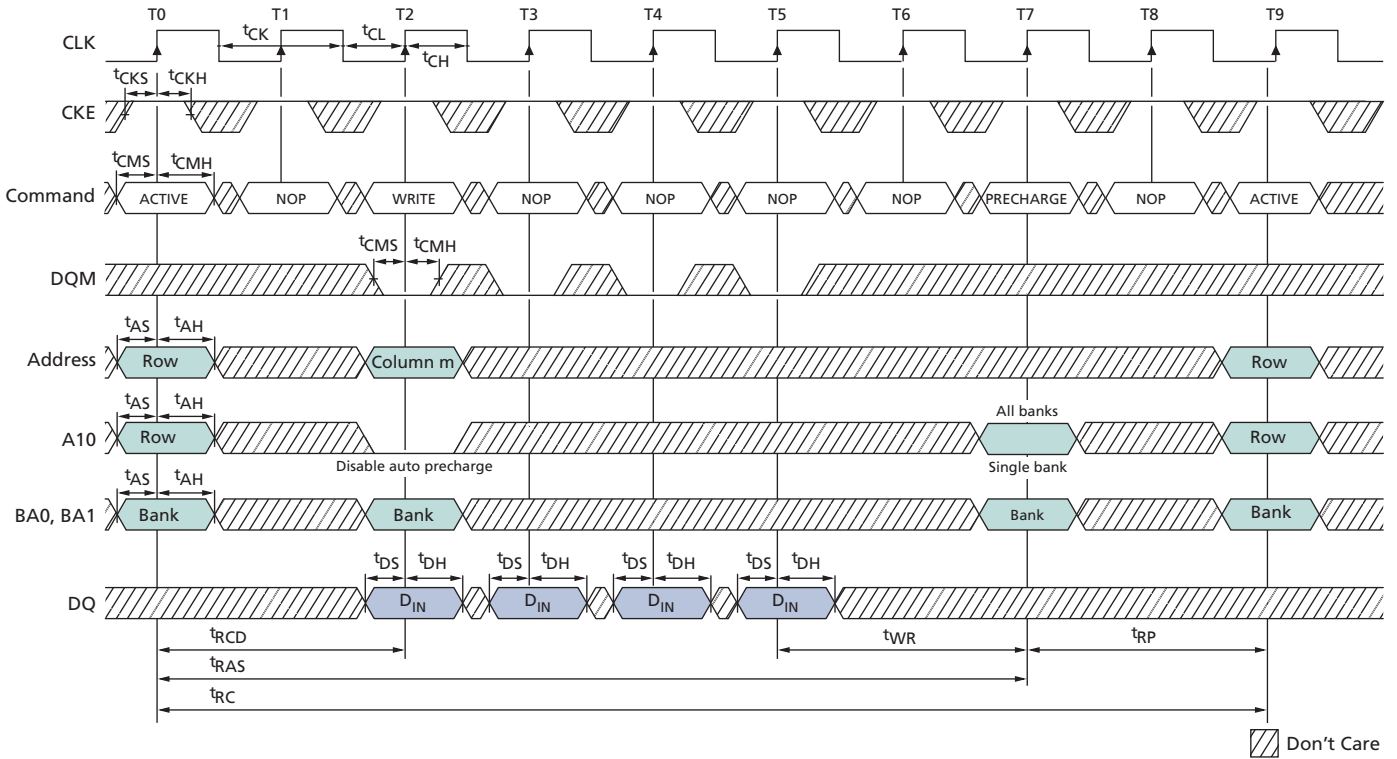 T0 T1 T2 T3 T4 T5 T6 T7 T8 T9
CLK tCK tCL tCH
tCKS tCKH
CKE
tCMS tCMH
Command ACTIVE NOP WRITE NOP NOP NOP NOP PRECHARGE NOP ACTIVE
tCMS tCMH
DQM
tAS tAH
Address Row Column m Row
tAS tAH All banks
A10 Row Row
Disable auto precharge Single bank
tAS tAH
BA0, BA1 Bank Bank Bank Bank
tDS tDH tDS tDH tDS tDH tDS tDH
DQ DIN DIN DIN DIN
tRCD tWR tRP
tRAS
tRC
Don't Care